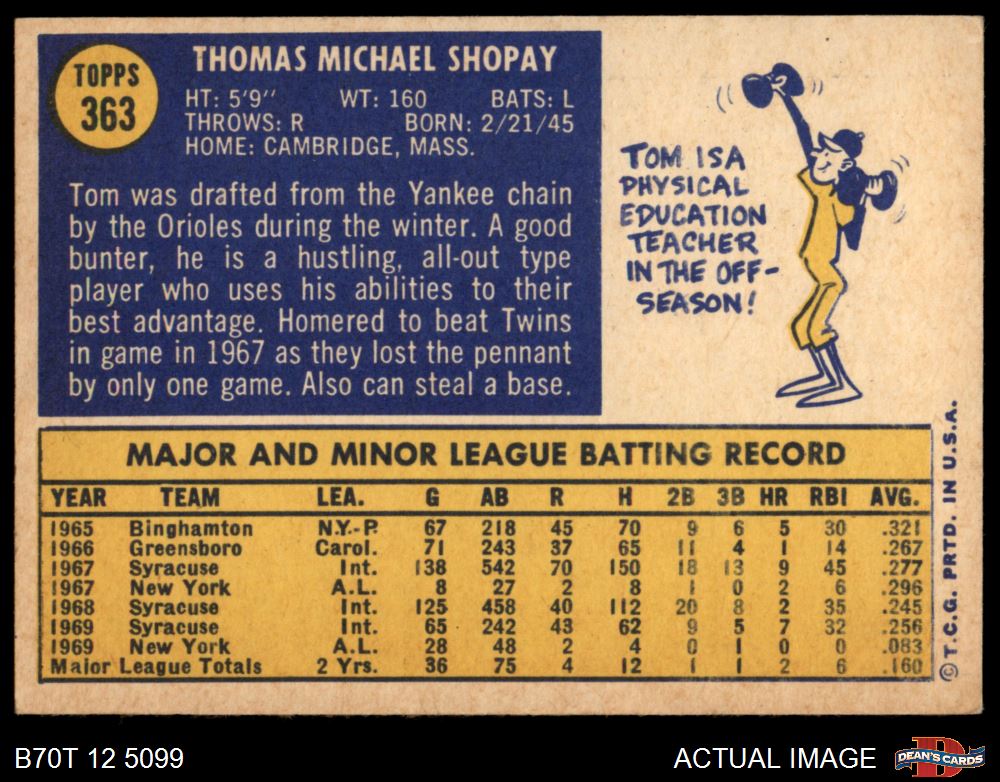 TOPPS
363
THOMAS MICHAEL SHOPAY
HT: 5'9" WT: 160 BATS: L
THROWS: R BORN: 2/21/45
HOME: CAMBRIDGE, MASS.
Tom was drafted from the Yankee chain
by the Orioles during the winter. A good
bunter, he is a hustling, all-out type
player who uses his abilities to their
best advantage. Homered to beat Twins
in game in 1967 as they lost the pennant
by only one game. Also can steal a base.
TOM IS A
PHYSICAL
EDUCATION
TEACHER
IN THE OFF-
SEASON!
MAJOR AND MINOR LEAGUE BATTING RECORD
YEAR TEAM LEA. G AB R H 2B 3B HR RBI AVG.
1965 Binghamton N.Y.-P. 67 218 45 70 9 6 5 30 .321
1966 Greensboro Carol. 71 243 37 65 11 4 1 14 .267
1967 Syracuse Int. 138 542 70 150 18 13 9 45 .277
1967 New York A.L. 8 27 2 8 1 0 2 6 .296
1968 Syracuse Int. 125 458 40 112 20 8 2 35 .245
1969 Syracuse Int. 65 242 43 62 9 5 7 32 .256
1969 New York A.L. 28 48 2 4 0 1 0 0 .083
Major League Totals 2 Yrs. 36 75 4 12 1 1 2 6 .160
©T.C.G. PRTD. IN U.S.A.
B70T 12 5099
ACTUAL IMAGE
D
DEAN'S CARDS